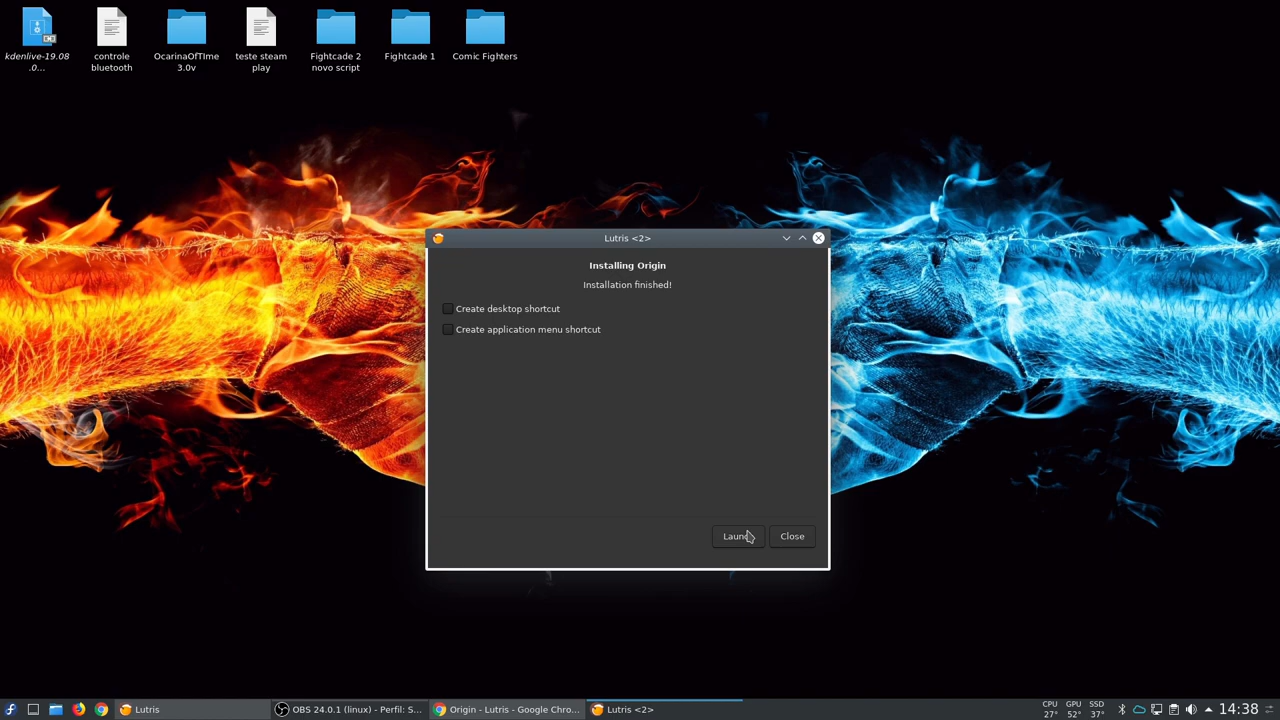 kdenlive-19.08
.0...
controle
bluetooth
OcarinaOfTIme
3.0v
teste steam
play
Fightcade 2
novo script
Fightcade 1
Comic Fighters
Lutris <2>
Installing Origin
Installation finished!
Create desktop shortcut
Create application menu shortcut
Close
Lutris
OBS 24.0.1 (linux) - Perfil: S...
Origin - Lutris - Google Chro...
Lutris <2>
CPU GPU SSD
27° 52° 37°
14:38